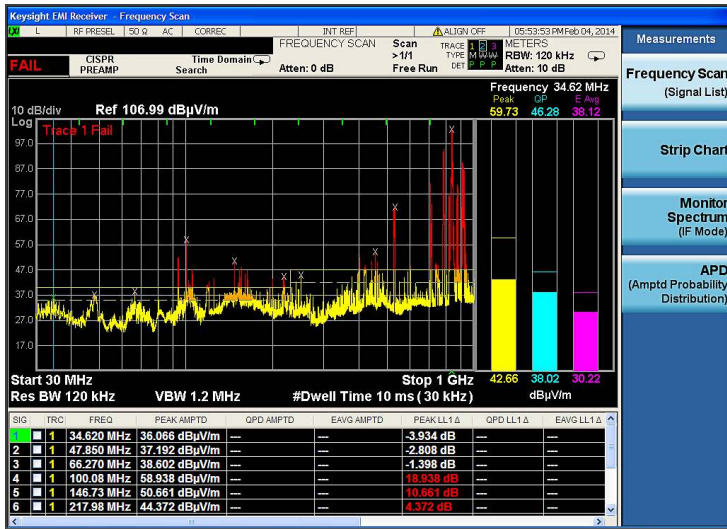 Keysight EMI Receiver - Frequency Scan
L RF PRESEL 50 Ω AC CORREC INT REF ALIGN OFF 05:53:53 PM Feb 04, 2014
FREQUENCY SCAN Scan TRACE 1 2 3 METERS
>1/1 TYPE M W W RBW: 120 kHz
FAIL CISPR Time Domain Atten: 0 dB Free Run DET P P P Atten: 10 dB
PREAMP Search
Frequency 34.62 MHz
Peak QP E Avg
10 dB/div Ref 106.99 dBµV/m 59.73 46.28 38.12
Log
Trace 1 Fail
97.0
87.0
77.0
67.0
57.0
47.0
37.0
27.0
17.0
Start 30 MHz Stop 1 GHz 42.66 38.02 30.22
Res BW 120 kHz VBW 1.2 MHz #Dwell Time 10 ms (30 kHz) dBµV/m
SIG TRC FREQ PEAK AMPTD QPD AMPTD EAVG AMPTD PEAK LL1 Δ QPD LL1 Δ EAVG LL1 Δ
1 1 34.620 MHz 36.066 dBµV/m --- --- -3.934 dB --- ---
2 1 47.850 MHz 37.192 dBµV/m --- --- -2.808 dB --- ---
3 1 66.270 MHz 38.602 dBµV/m --- --- -1.398 dB --- ---
4 1 100.08 MHz 58.938 dBµV/m --- --- 18.938 dB --- ---
5 1 146.73 MHz 50.661 dBµV/m --- --- 10.661 dB --- ---
6 1 217.98 MHz 44.372 dBµV/m --- --- 4.372 dB --- ---
Measurements
Frequency Scan
(Signal List)
Strip Chart
Monitor
Spectrum
(IF Mode)
APD
(Amptd Probability
Distribution)